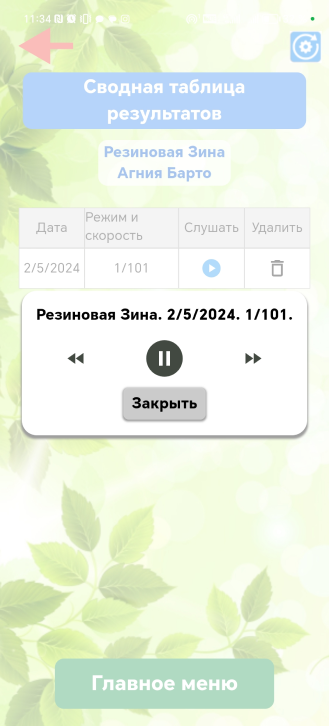 11:34
Сводная таблица
результатов
Резиновая Зина
Агния Барто
Дата
Режим и
скорость
Слушать
Удалить
2/5/2024
1/101
Резиновая Зина. 2/5/2024. 1/101.
Закрыть
Главное меню